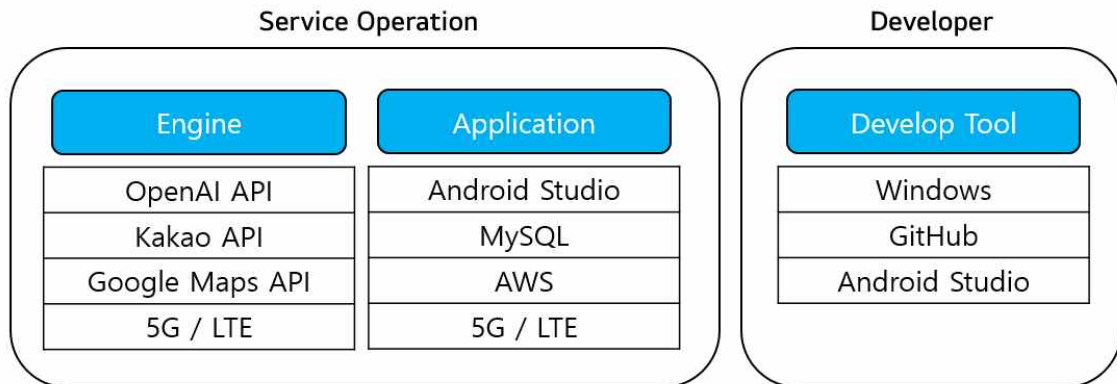 Service Operation
Developer
Engine
Application
Develop Tool
OpenAI API
Android Studio
Windows
Kakao API
MySQL
GitHub
Google Maps API
AWS
Android Studio
5G / LTE
5G / LTE